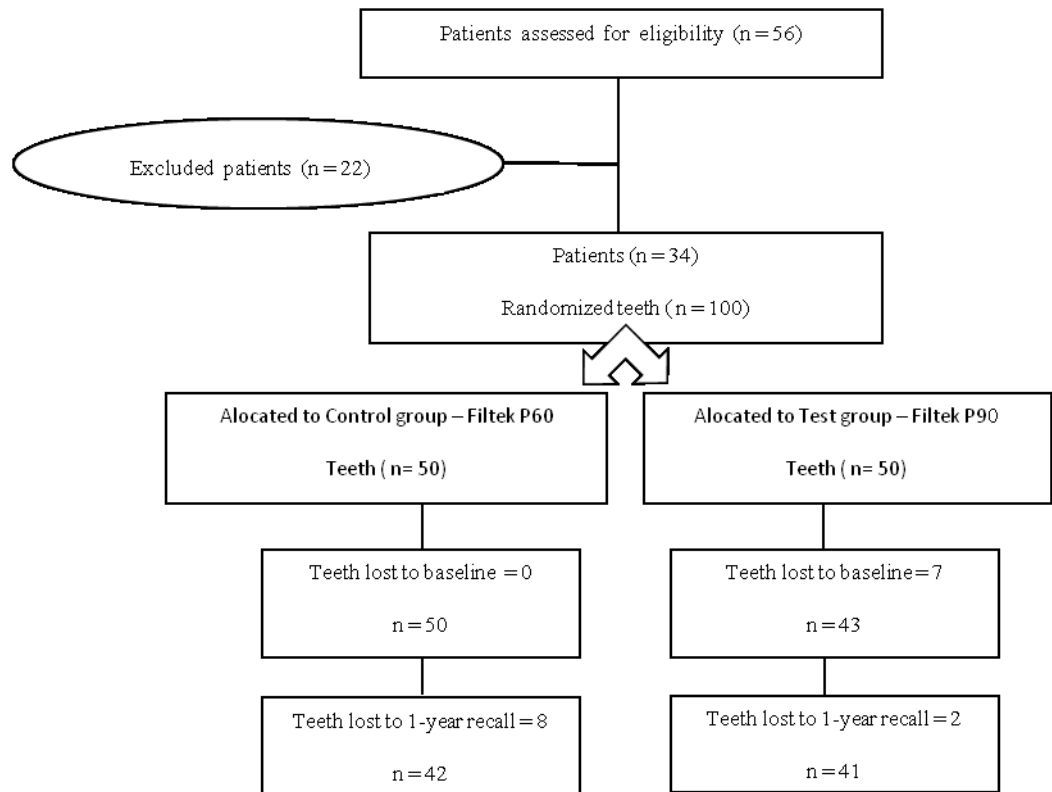 Patients assessed for eligibility (n=56)
Excluded patients (n=22)
Patients (n=34)
Randomized teeth (n=100)
Alocated to Control group – Filtek P60
Teeth ( n= 50)
Alocated to Test group – Filtek P90
Teeth ( n= 50)
Teeth lost to baseline =0
n=50
Teeth lost to baseline=7
n=43
Teeth lost to 1-year recall=8
n=42
Teeth lost to 1-year recall=2
n=41